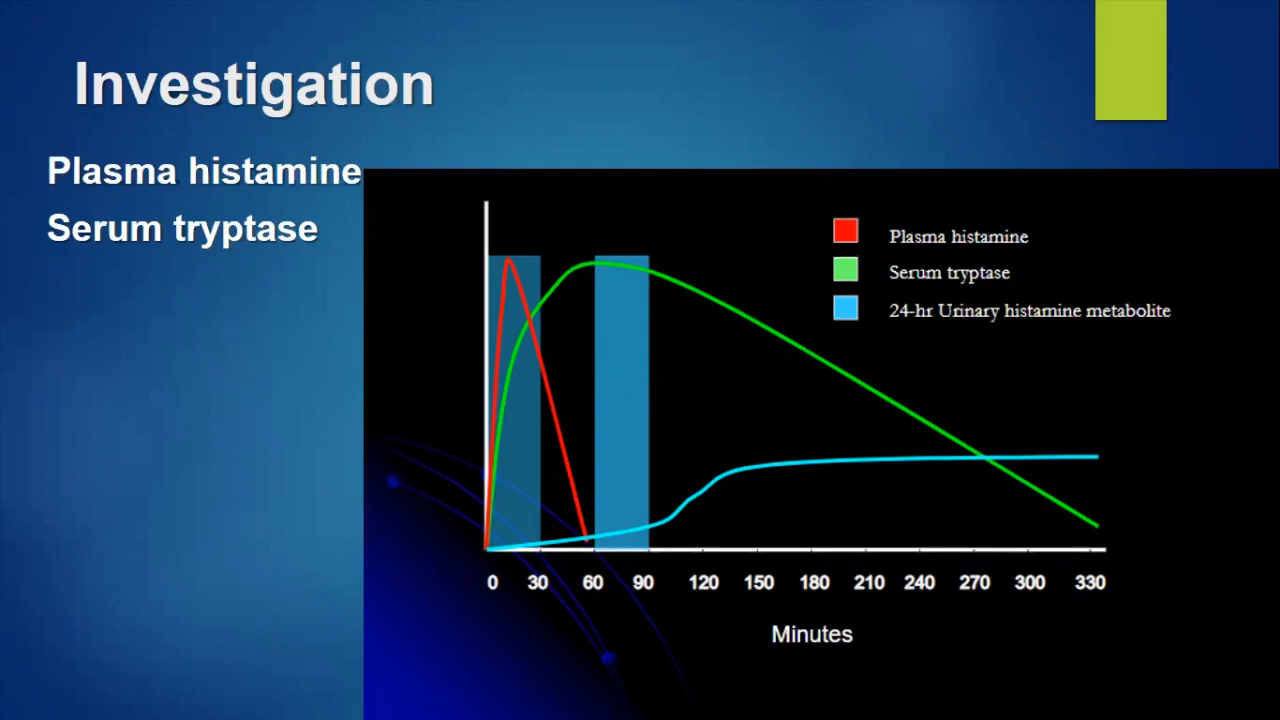 Investigation
Plasma histamine
Serum tryptase
Plasma histamine
Serum tryptase
24-hr Urinary histamine metabolite
0 30 60 90 120 150 180 210 240 270 300 330
Minutes